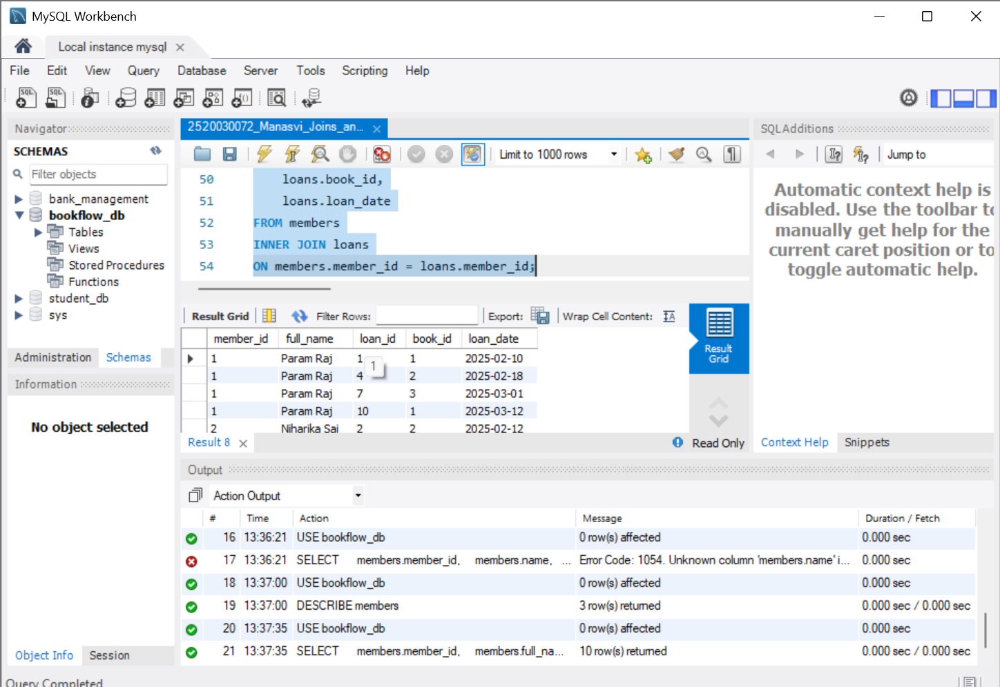 MySQL Workbench
Local instance mysql
File Edit View Query Database Server Tools Scripting Help
Navigator
SCHEMAS
Filter objects
bank_management
bookflow_db
Tables
Views
Stored Procedures
Functions
student_db
sys
Administration Schemas
Information
No object selected
Object Info Session
2520030072_Manasvi_Joins_an...
Limit to 1000 rows
50 loans.book_id,
51 loans.loan_date
52 FROM members
53 INNER JOIN loans
54 ON members.member_id = loans.member_id;
Result Grid Filter Rows: Export: Wrap Cell Content:
member_id full_name loan_id book_id loan_date
1 Param Raj 1 1 2025-02-10
1 Param Raj 4 2 2025-02-18
1 Param Raj 7 3 2025-03-01
1 Param Raj 10 1 2025-03-12
2 Niharika Sai 2 2 2025-02-12
1
Result Grid
Result 8
Read Only
SQLAdditions
Jump to
Automatic context help is
disabled. Use the toolbar to
manually get help for the
current caret position or to
toggle automatic help.
Context Help Snippets
Output
Action Output
# Time Action Message Duration / Fetch
16 13:36:21 USE bookflow_db 0 row(s) affected 0.000 sec
17 13:36:21 SELECT members.member_id, members.name, ... Error Code: 1054. Unknown column 'members.name' i... 0.000 sec
18 13:37:00 USE bookflow_db 0 row(s) affected 0.000 sec
19 13:37:00 DESCRIBE members 3 row(s) returned 0.000 sec / 0.000 sec
20 13:37:35 USE bookflow_db 0 row(s) affected 0.000 sec
21 13:37:35 SELECT members.member_id, members.full_na... 10 row(s) returned 0.000 sec / 0.000 sec
Query Completed